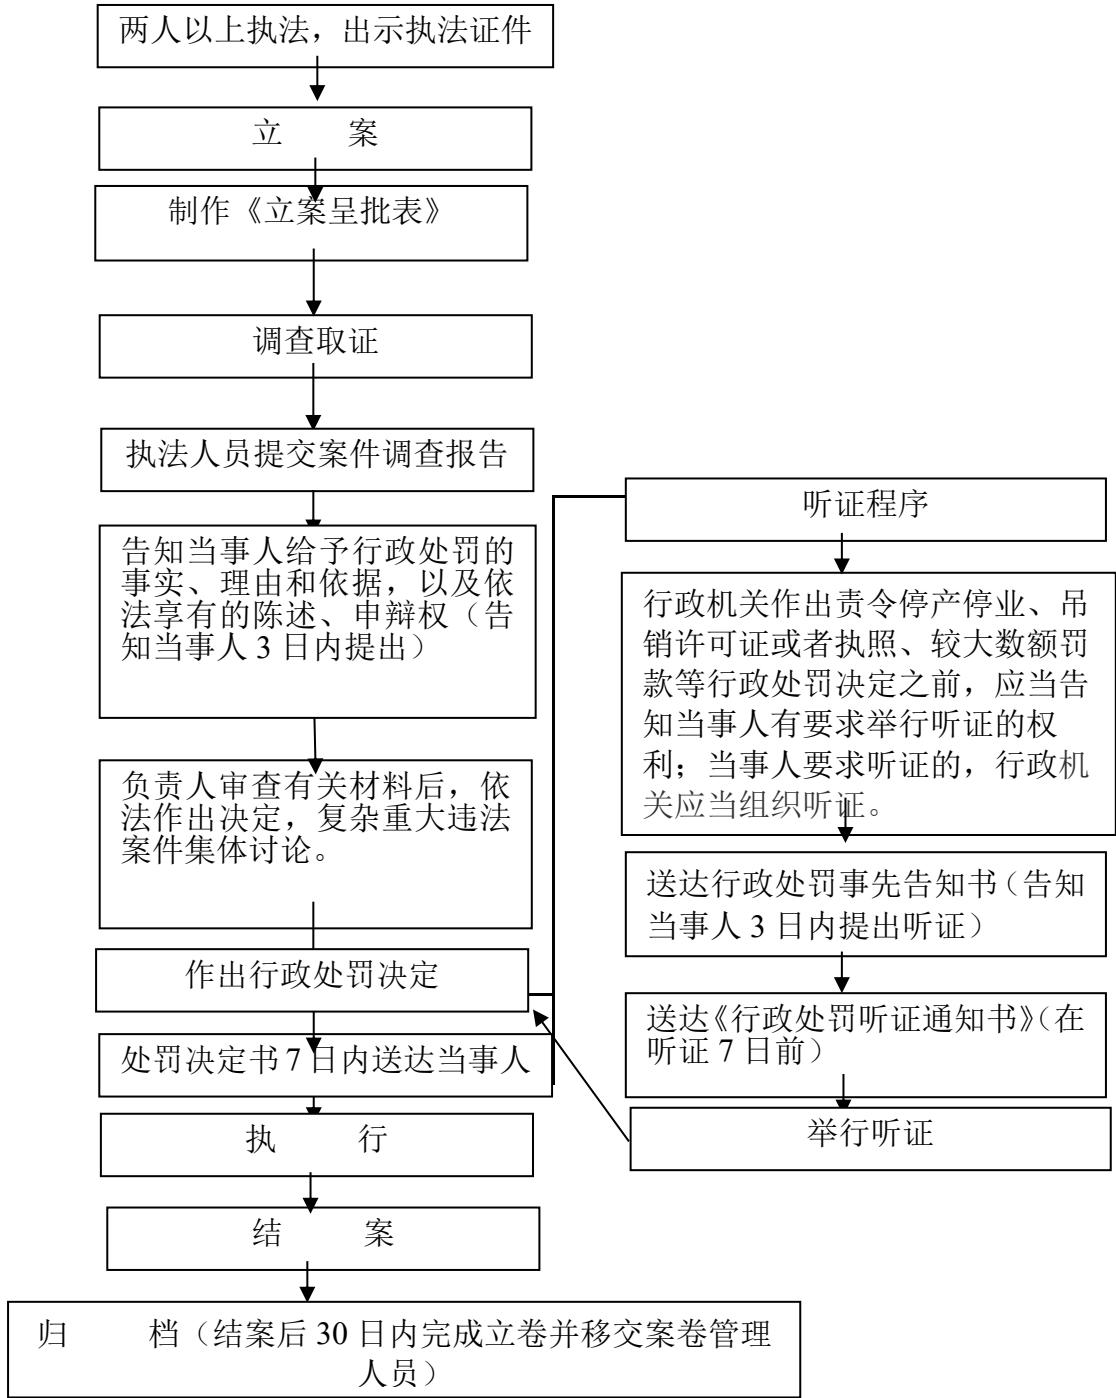 两人以上执法，出示执法证件
立 案
制作《立案呈批表》
调查取证
执法人员提交案件调查报告
告知当事人给予行政处罚的
事实、理由和依据，以及依
法享有的陈述、申辩权（告
知当事人 3 日内提出）
负责人审查有关材料后，依
法作出决定，复杂重大违法
案件集体讨论。
作出行政处罚决定
处罚决定书 7 日内送达当事人
执 行
结 案
归 档（结案后 30 日内完成立卷并移交案卷管理
人员）
听证程序
行政机关作出责令停产停业、吊
销许可证或者执照、较大数额罚
款等行政处罚决定之前，应当告
知当事人有要求举行听证的权
利；当事人要求听证的，行政机
关应当组织听证。
送达行政处罚事先告知书（告知
当事人 3 日内提出听证）
送达《行政处罚听证通知书》（在
听证 7 日前）
举行听证